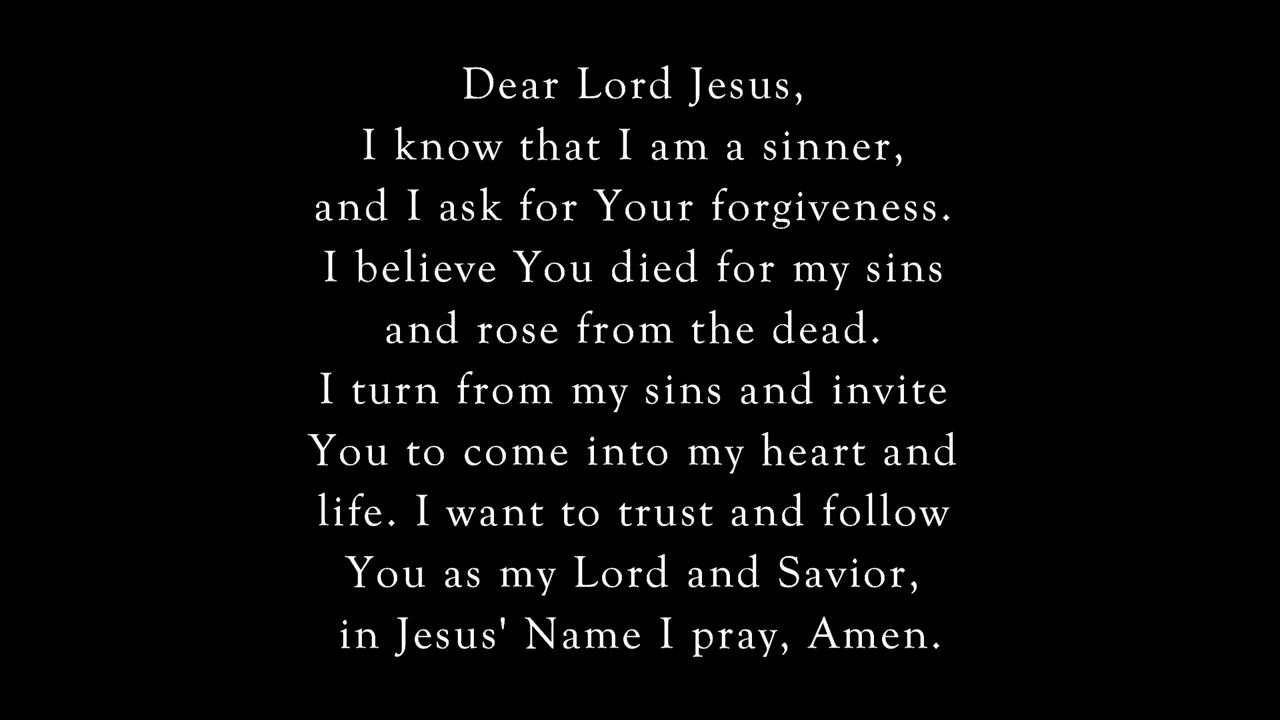 Dear Lord Jesus,
I know that I am a sinner,
and I ask for Your forgiveness.
I believe You died for my sins
and rose from the dead.
I turn from my sins and invite
You to come into my heart and
life. I want to trust and follow
You as my Lord and Savior,
in Jesus' Name I pray, Amen.